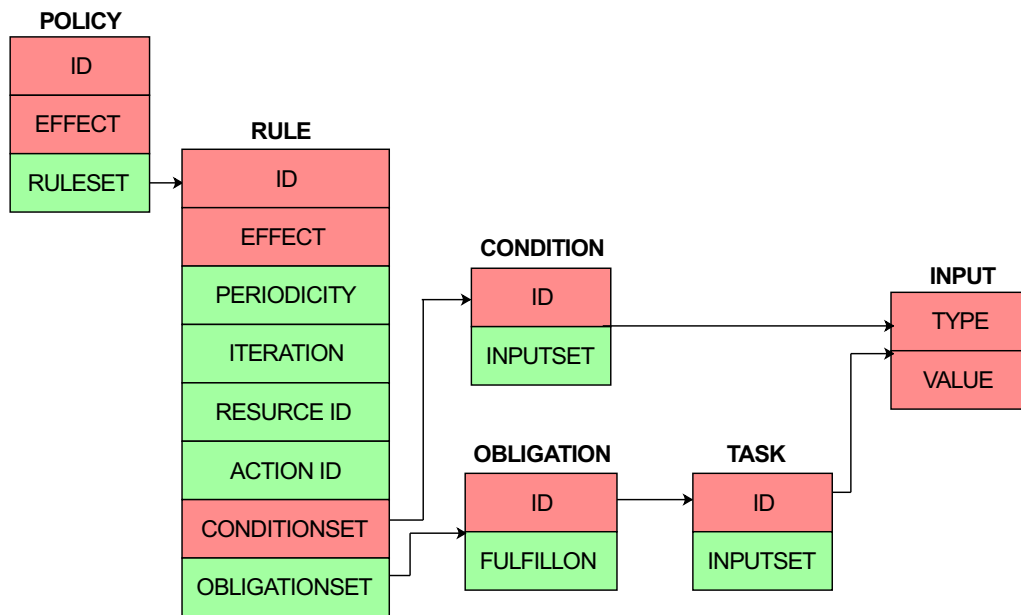 POLICY
ID
EFFECT
RULESET
RULE
ID
EFFECT
PERIODICITY
ITERATION
RESURCE ID
ACTION ID
CONDITIONSET
OBLIGATIONSET
CONDITION
ID
INPUTSET
OBLIGATION
ID
FULFILLON
TASK
ID
INPUTSET
INPUT
TYPE
VALUE